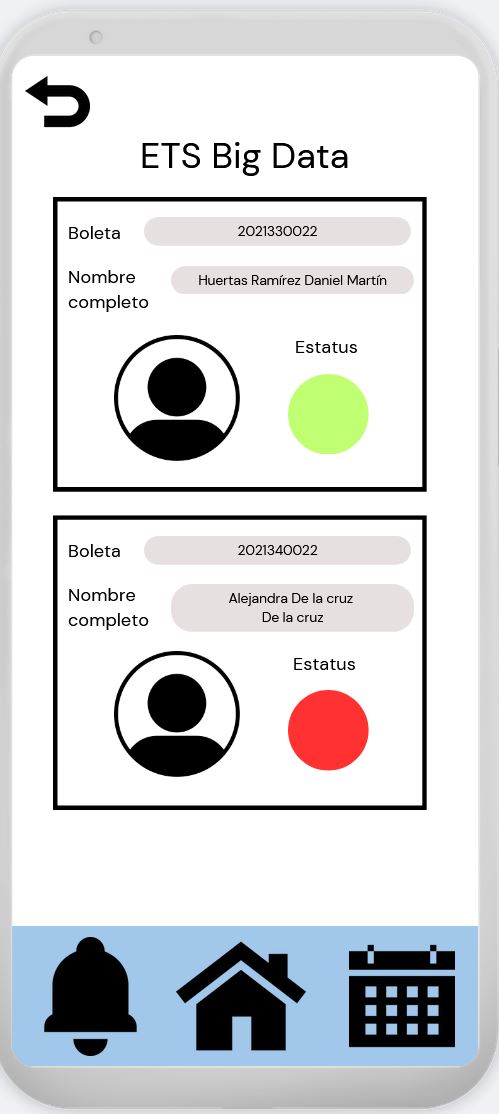 ETS Big Data
Boleta
2021330022
Nombre
completo
Huertas Ramírez Daniel Martín
Estatus
Boleta
2021340022
Nombre
completo
Alejandra De la cruz
De la cruz
Estatus